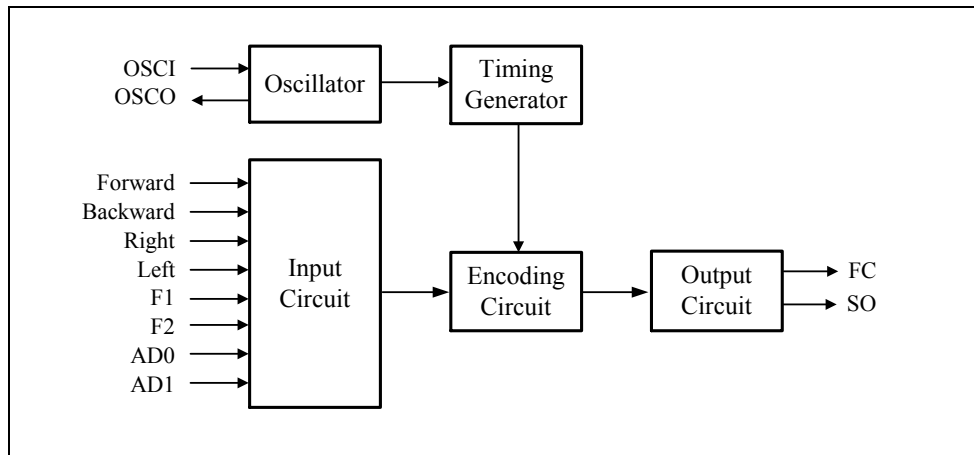 OSCI
OSCO
Oscillator
Timing
Generator
Forward
Backward
Right
Left
F1
F2
AD0
AD1
Input
Circuit
Encoding
Circuit
Output
Circuit
FC
SO